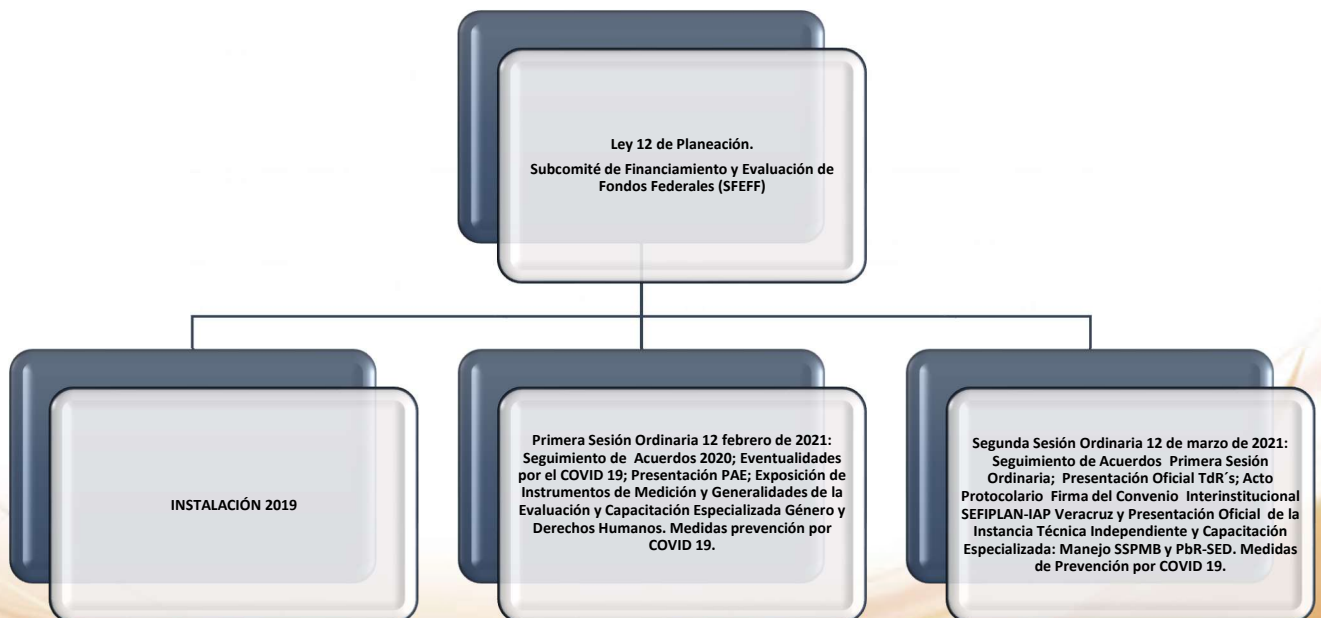 Ley 12 de Planeación.
Subcomité de Financiamiento y Evaluación de
Fondos Federales (SFEFF)
INSTALACIÓN 2019
Primera Sesión Ordinaria 12 febrero de 2021:
Seguimiento de Acuerdos 2020; Eventualidades
por el COVID 19; Presentación PAE; Exposición de
Instrumentos de Medición y Generalidades de la
Evaluación y Capacitación Especializada Género y
Derechos Humanos. Medidas prevención por
COVID 19.
Segunda Sesión Ordinaria 12 de marzo de 2021:
Seguimiento de Acuerdos Primera Sesión
Ordinaria; Presentación Oficial TdR´s; Acto
Protocolario Firma del Convenio Interinstitucional
SEFIPLAN-IAP Veracruz y Presentación Oficial de la
Instancia Técnica Independiente y Capacitación
Especializada: Manejo SSPMB y PbR-SED. Medidas
de Prevención por COVID 19.